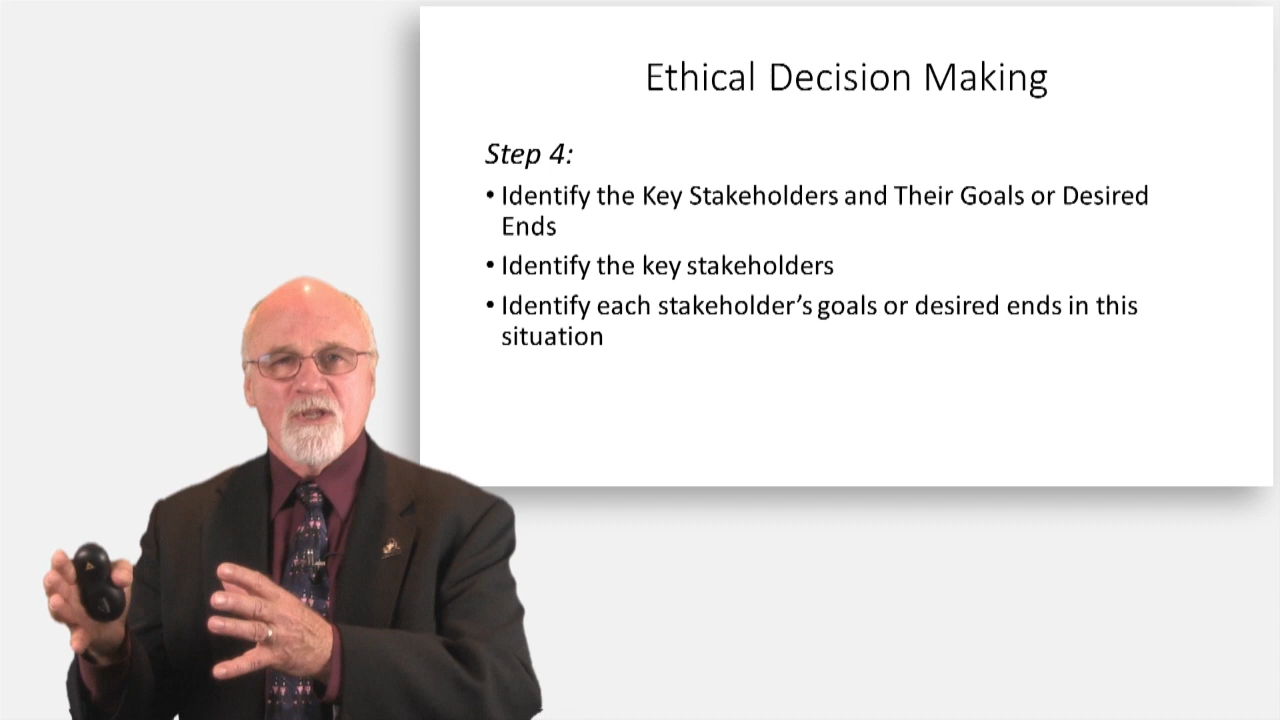 Ethical Decision Making
Step 4:
• Identify the Key Stakeholders and Their Goals or Desired
Ends
• Identify the key stakeholders
• Identify each stakeholder’s goals or desired ends in this
situation